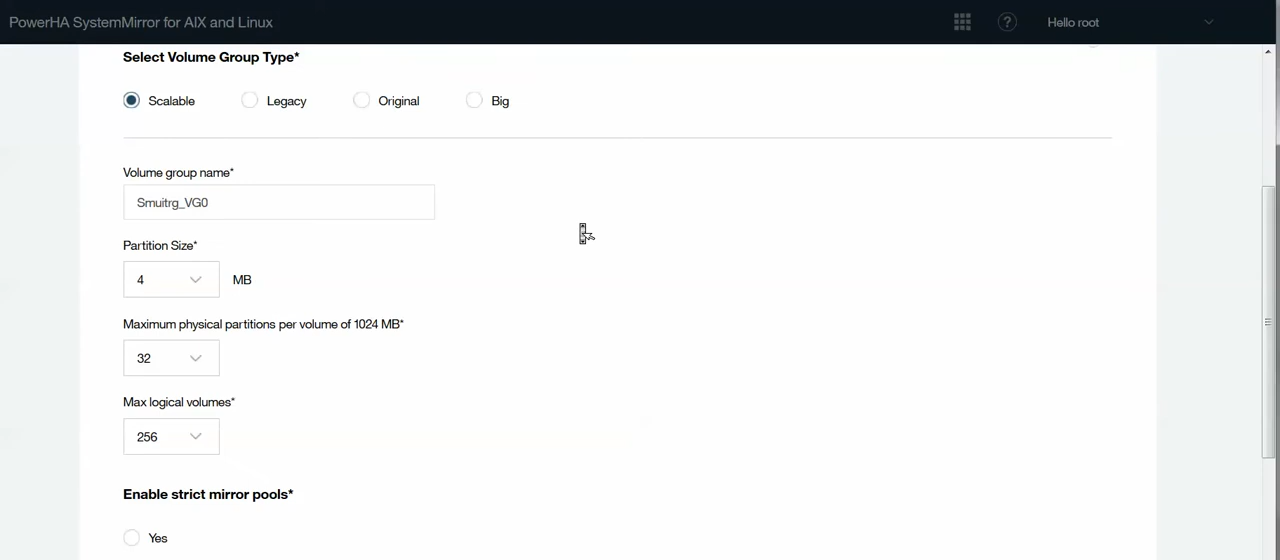 PowerHA SystemMirror for AIX and Linux
? Hello root
Select Volume Group Type*
Scalable Legacy Original Big
Volume group name*
Smuitrg_VG0
Partition Size*
4 MB
Maximum physical partitions per volume of 1024 MB*
32
Max logical volumes*
256
Enable strict mirror pools*
Yes